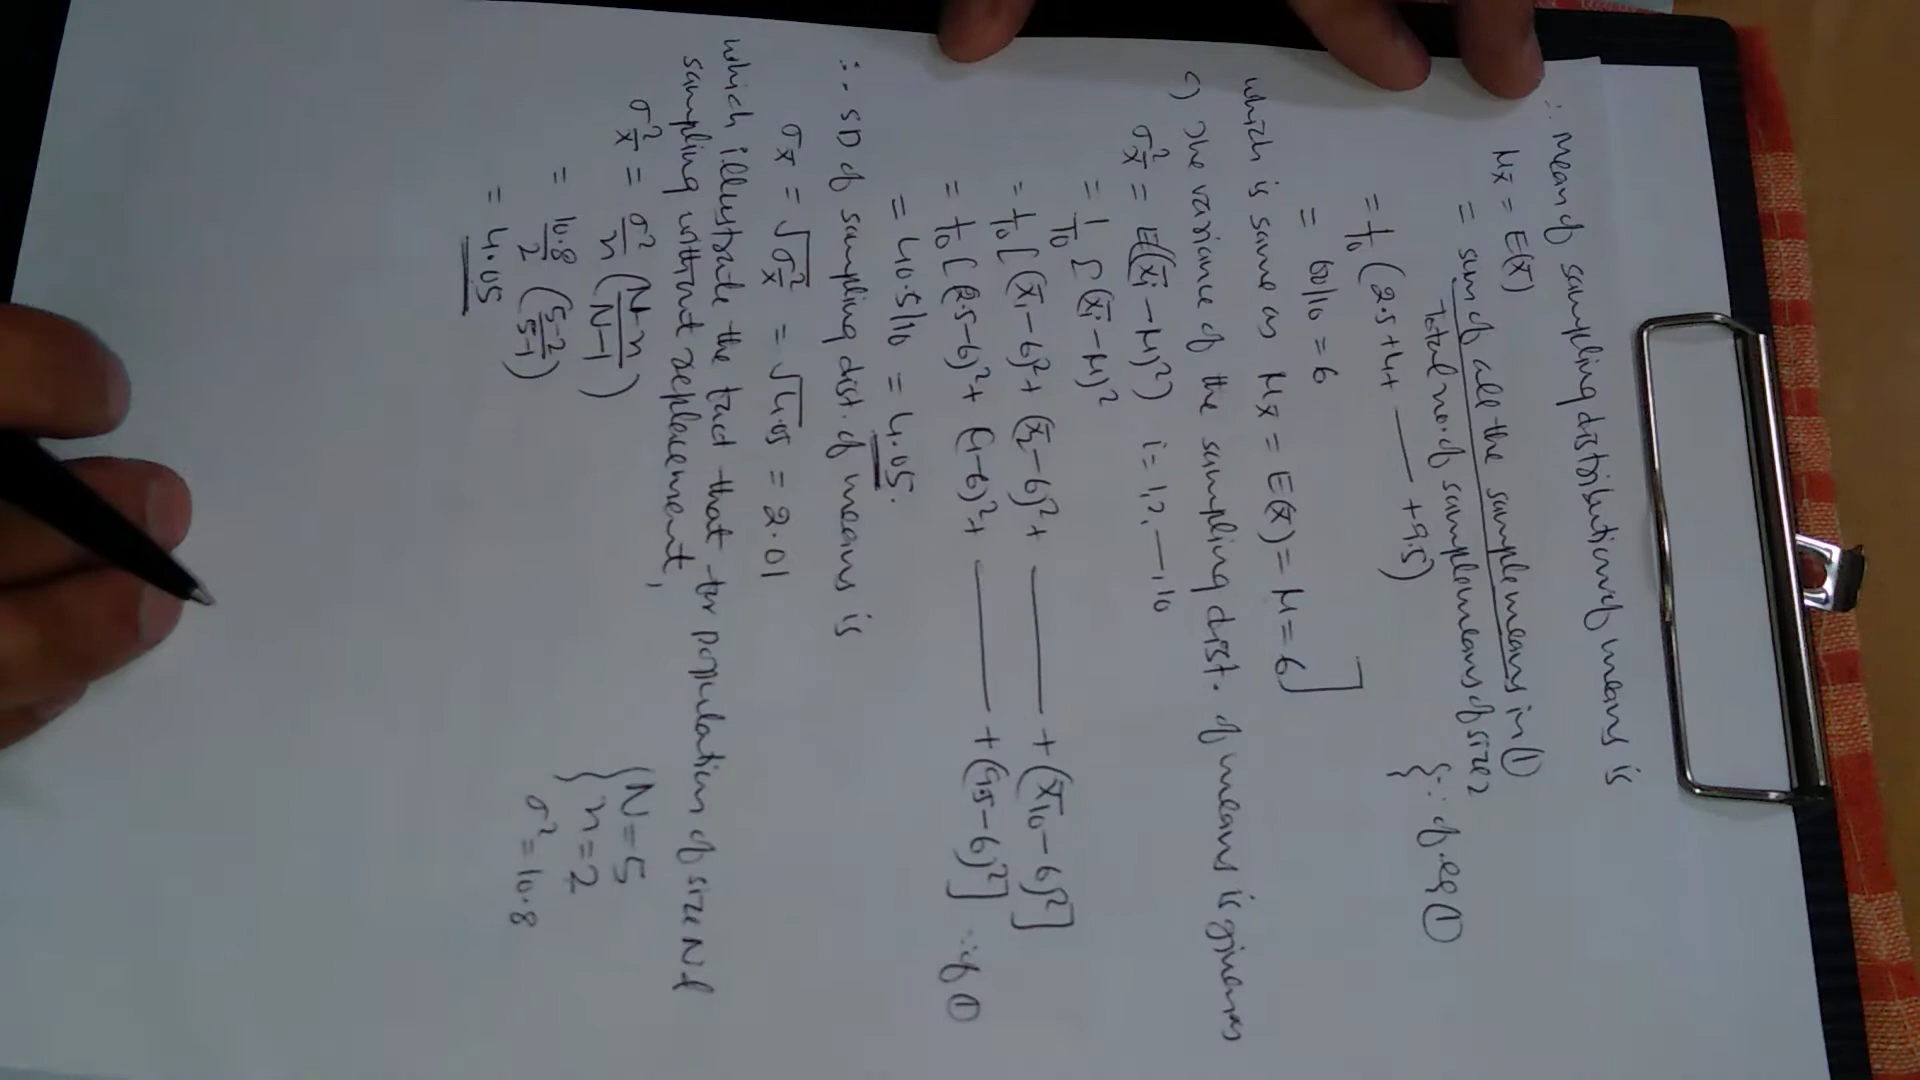 ∴ Mean of sampling distribution of means is
μx̄ = E(x̄)
= sum of all the sample means in ①
Total no. of sample means of size 2
= 1/10 (2.5+4+ —— +9.5) {∵ of eq ①
= 60/10 = 6
which is same as μx̄ = E(x̄) = μ = 6]
c) The variance of the sampling dist. of means is given as
σ²x̄ = E((x̄i − μ)²) i = 1,2, —, 10
= 1/10 Σ(x̄i − μ)²
= 1/10 [(x̄1 − 6)² + (x̄2 − 6)² + —— + (x̄10 − 6)²]
= 1/10 [(2.5−6)² + (4−6)² + —— + (9.5−6)²] ∵ of ①
= 40.5/10 = 4.05.
∴ SD of sampling dist. of means is
σx̄ = √σ²x̄ = √4.05 = 2.01
which illustrate the fact that for population of size N &
sampling without replacement,
σ²x̄ = σ²/n (N−n/N−1) {N=5
n=2
= 10.8/2 (5−2/5−1) σ²=10.8
= 4.05